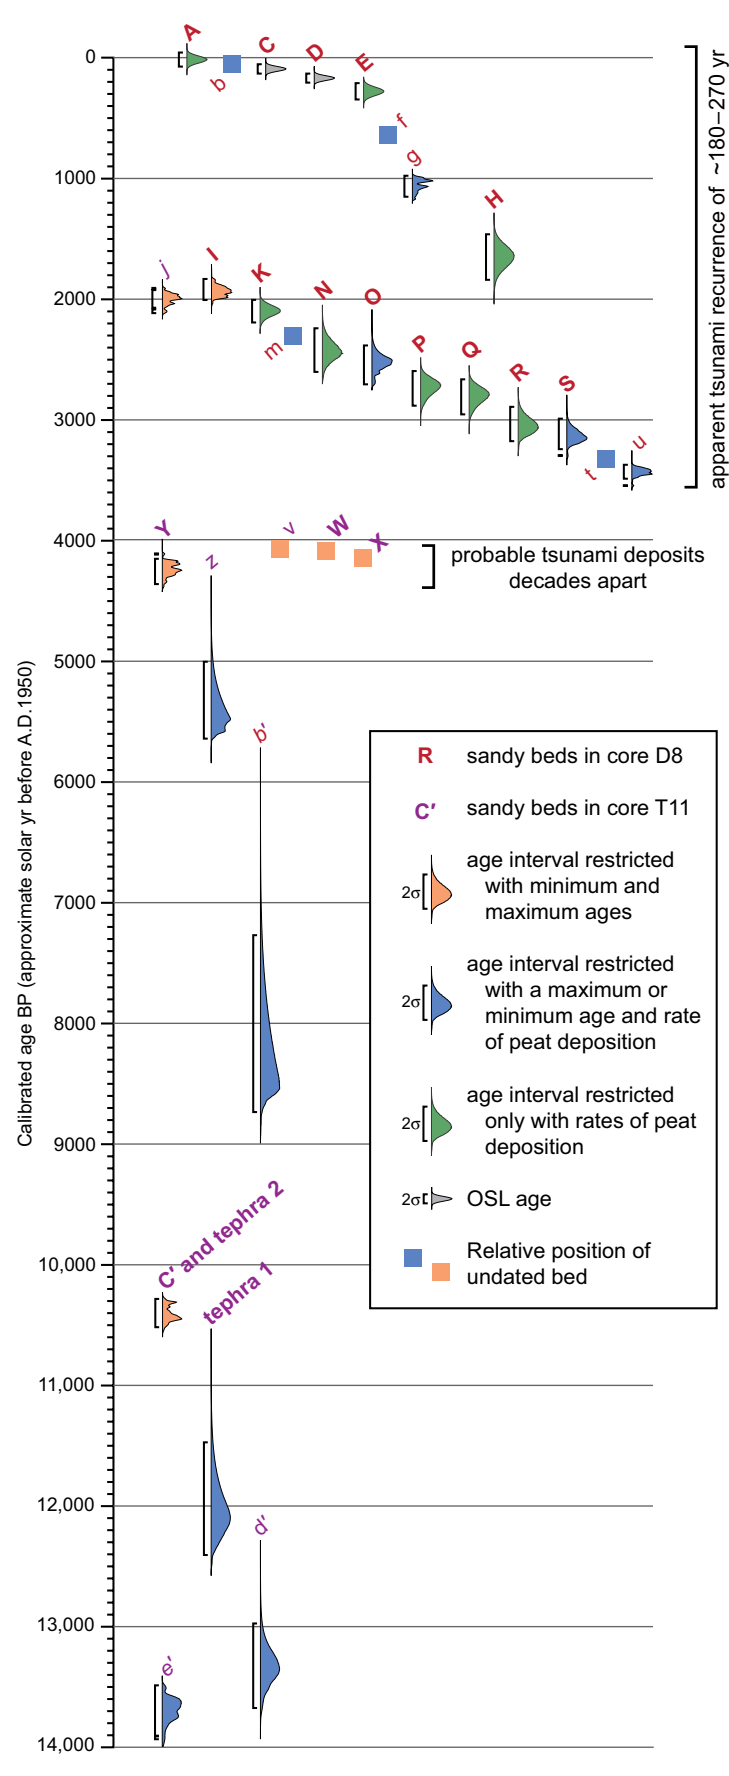 A
C
D
E
0
b
f
g
1000
H
apparent tsunami recurrence of ~180–270 yr
j
I
K
N
O
2000
m
P
Q
R
S
3000
t
u
Y
z
v
W
X
4000
probable tsunami deposits
decades apart
5000
b′
6000
7000
8000
9000
Calibrated age BP (approximate solar yr before A.D.1950)
R sandy beds in core D8
C′ sandy beds in core T11
2σ
age interval restricted
with minimum and
maximum ages
2σ
age interval restricted
with a maximum or
minimum age and rate
of peat deposition
2σ
age interval restricted
only with rates of peat
deposition
2σ OSL age
Relative position of
undated bed
C′ and tephra 2
10,000
tephra 1
11,000
12,000
d′
13,000
e′
14,000